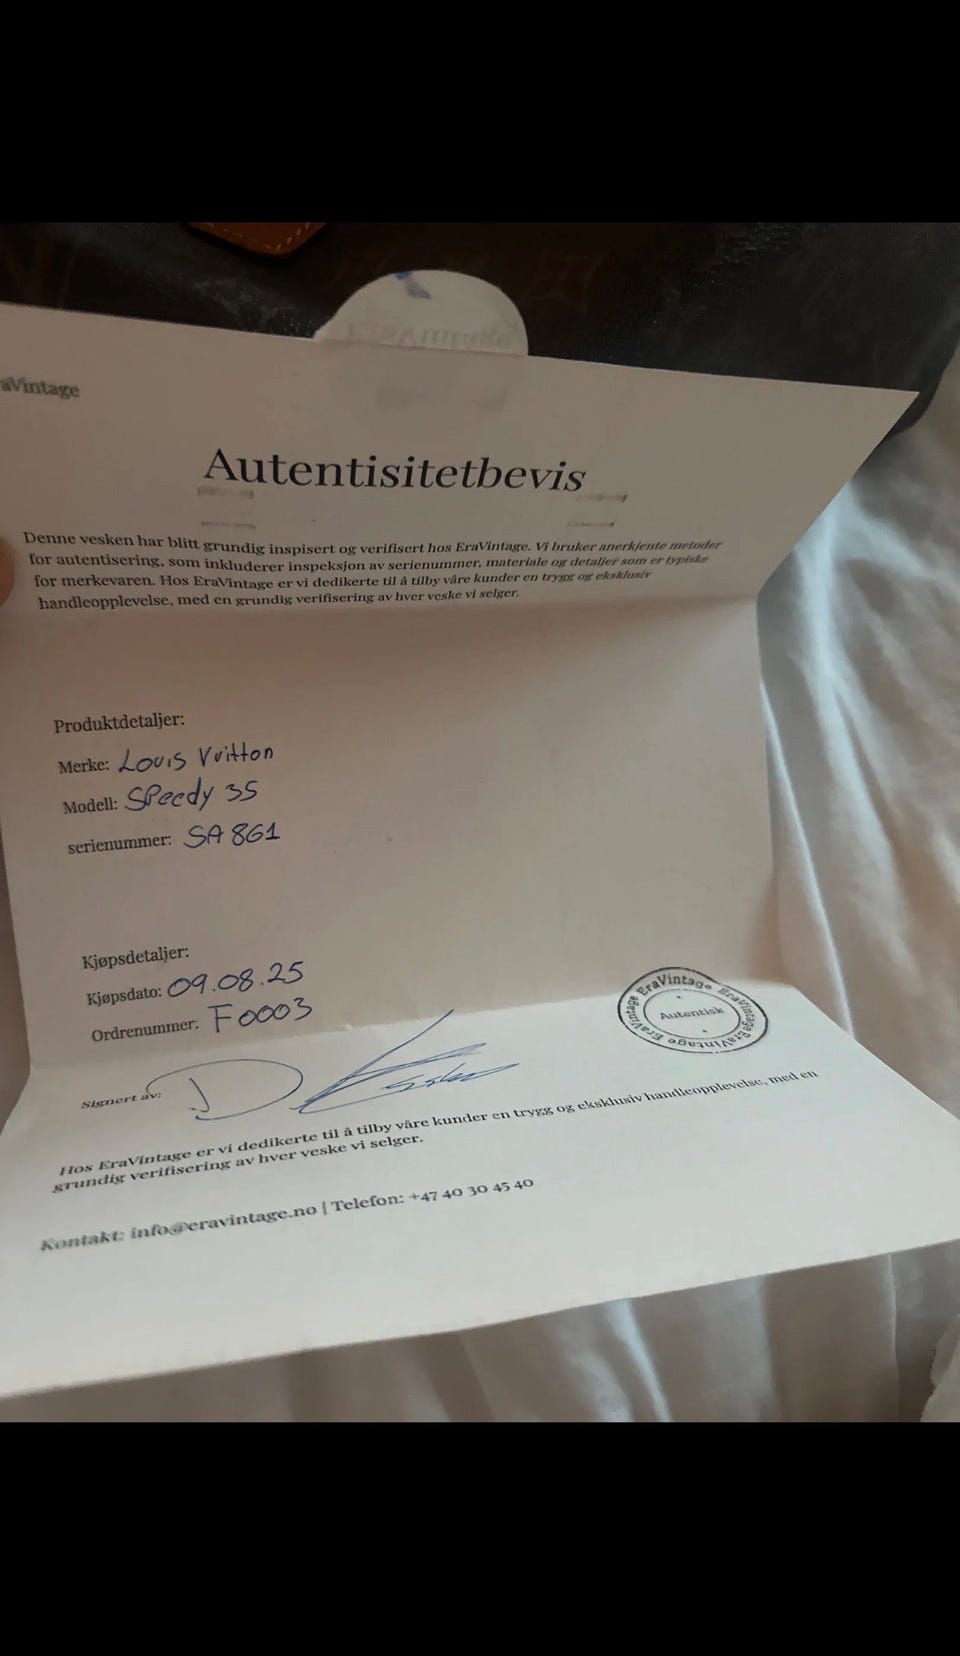 aVintage
Autentisitetbevis
Denne vesken har blitt grundig inspisert og verifisert hos EraVintage. Vi bruker anerkjente metoder
for autentisering, som inkluderer inspeksjon av serienummer, materiale og detaljer som er typiske
for merkevaren. Hos EraVintage er vi dedikerte til å tilby våre kunder en trygg og eksklusiv
handleopplevelse, med en grundig verifisering av hver veske vi selger.
Produktdetaljer:
Merke: Louis Vvitton
Modell: SPeedy 35
serienummer: SA861
Kjøpsdetaljer:
Kjøpsdato: 09.08.25
Ordrenummer: F0003
EraVintage EraVintage EraVintage EraVintage
Autentisk
Signert av:
Hos EraVintage er vi dedikerte til å tilby våre kunder en trygg og eksklusiv handleopplevelse, med en
grundig verifisering av hver veske vi selger.
Kontakt: info@eravintage.no | Telefon: +47 40 30 45 40